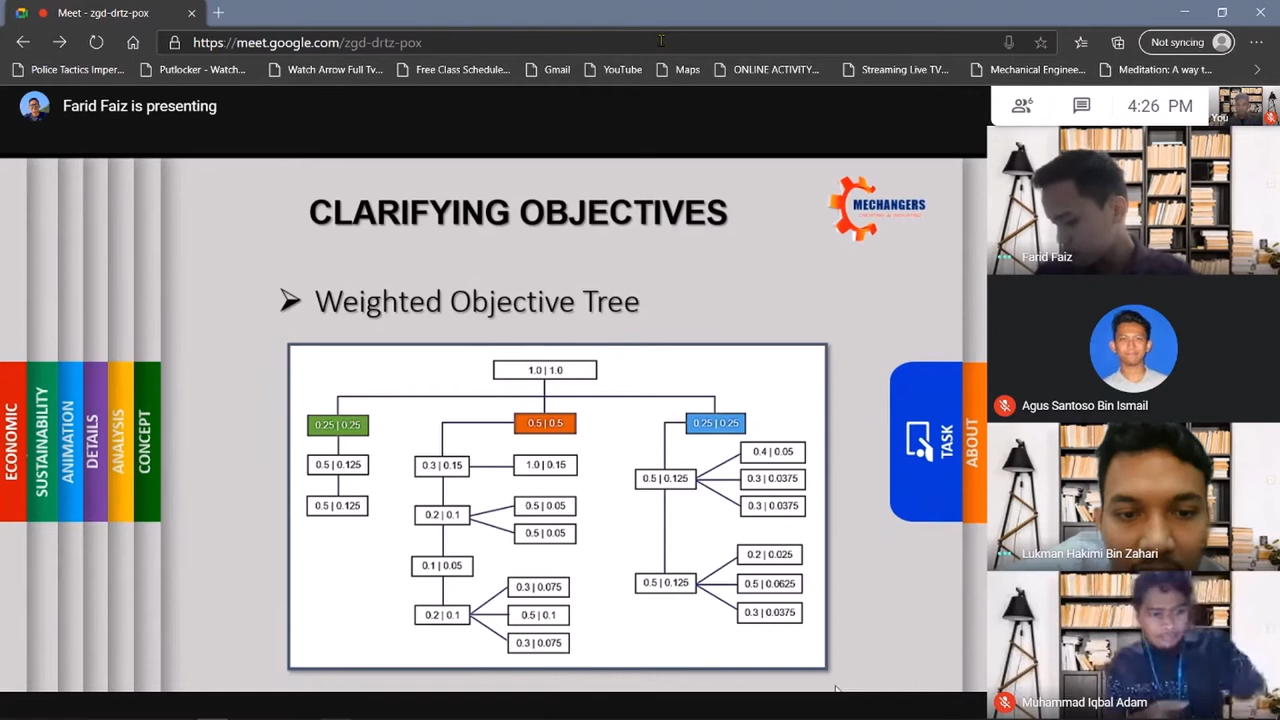 Meet - zgd-drtz-pox
https://meet.google.com/zgd-drtz-pox
Not syncing
Police Tactics Imper...
Putlocker - Watch...
Watch Arrow Full Tv...
Free Class Schedule...
Gmail
YouTube
Maps
ONLINE ACTIVITY...
Streaming Live TV...
Mechanical Enginee...
Meditation: A way t...
Farid Faiz is presenting
6
4:26 PM
You
CLARIFYING OBJECTIVES
MECHANGERS
Weighted Objective Tree
1.0 | 1.0
0.25 | 0.25
0.5 | 0.5
0.25 | 0.25
0.5 | 0.125
0.5 | 0.125
0.3 | 0.15
1.0 | 0.15
0.2 | 0.1
0.5 | 0.05
0.5 | 0.05
0.1 | 0.05
0.2 | 0.1
0.3 | 0.075
0.5 | 0.1
0.3 | 0.075
0.5 | 0.125
0.4 | 0.05
0.3 | 0.0375
0.3 | 0.0375
0.5 | 0.125
0.2 | 0.025
0.5 | 0.0625
0.3 | 0.0375
ECONOMIC
SUSTAINABILITY
ANIMATION
DETAILS
ANALYSIS
CONCEPT
TASK
ABOUT
Farid Faiz
Agus Santoso Bin Ismail
Lukman Hakimi Bin Zahari
Muhammad Iqbal Adam